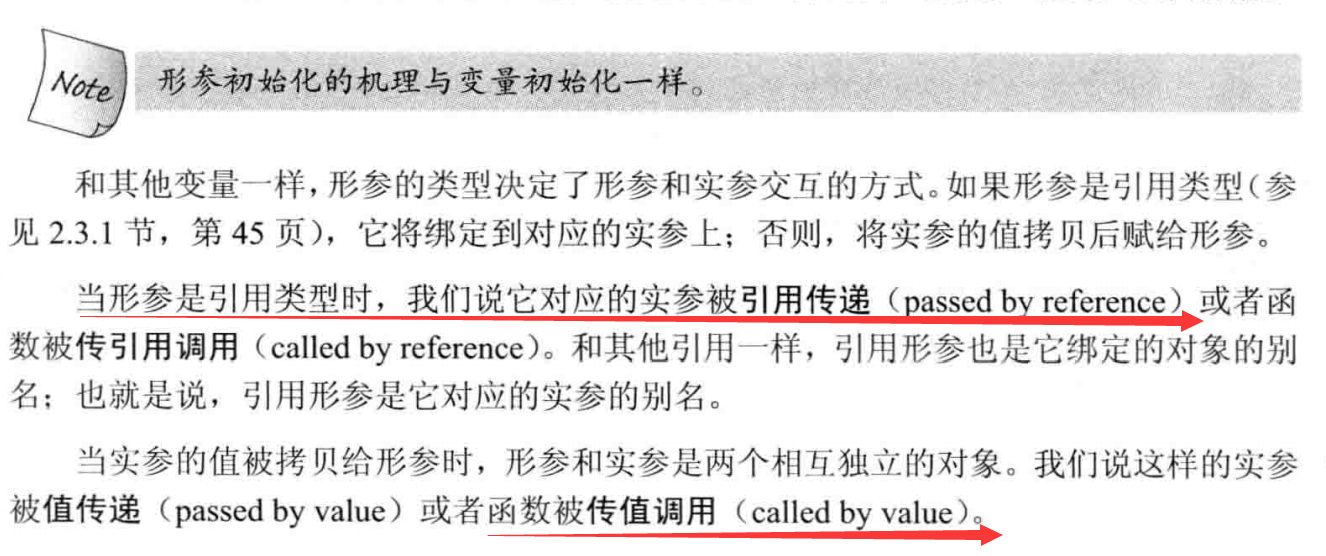 Note
形参初始化的机理与变量初始化一样。
和其他变量一样，形参的类型决定了形参和实参交互的方式。如果形参是引用类型（参
见 2.3.1 节，第 45 页），它将绑定到对应的实参上；否则，将实参的值拷贝后赋给形参。
当形参是引用类型时，我们说它对应的实参被引用传递（passed by reference）或者函
数被传引用调用（called by reference）。和其他引用一样，引用形参也是它绑定的对象的别
名；也就是说，引用形参是它对应的实参的别名。
当实参的值被拷贝给形参时，形参和实参是两个相互独立的对象。我们说这样的实参
被值传递（passed by value）或者函数被传值调用（called by value）。